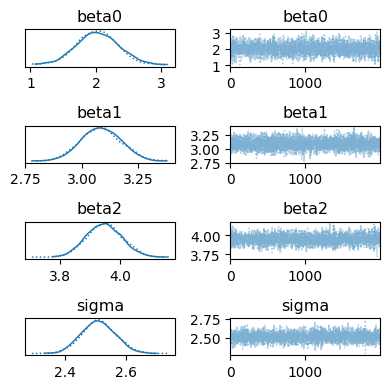 beta0 beta0
3
2
1
1 2 3 0 1000
beta1 beta1
3.25
3.00
2.75
2.75 3.00 3.25 0 1000
beta2 beta2
4.00
3.75
3.8 4.0 0 1000
sigma sigma
2.75
2.50
2.4 2.6 0 1000